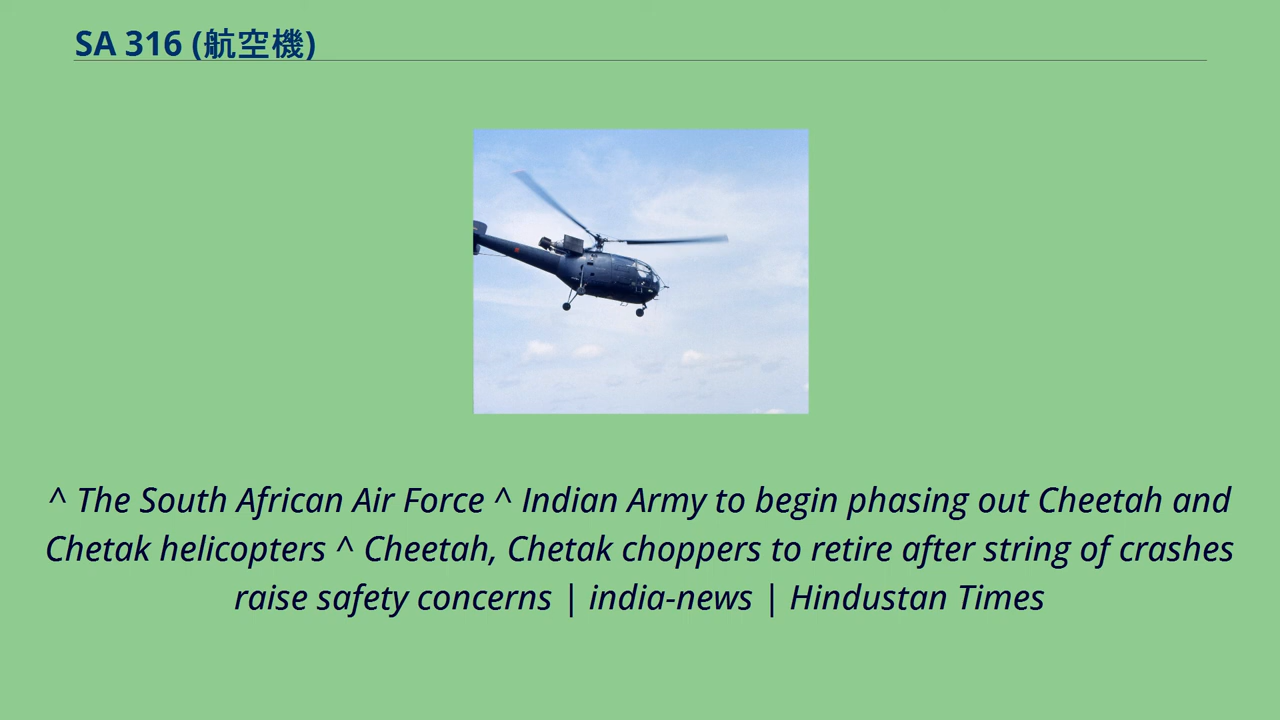 SA 316 (航空機)
^ The South African Air Force ^ Indian Army to begin phasing out Cheetah and
Chetak helicopters ^ Cheetah, Chetak choppers to retire after string of crashes
raise safety concerns | india-news | Hindustan Times